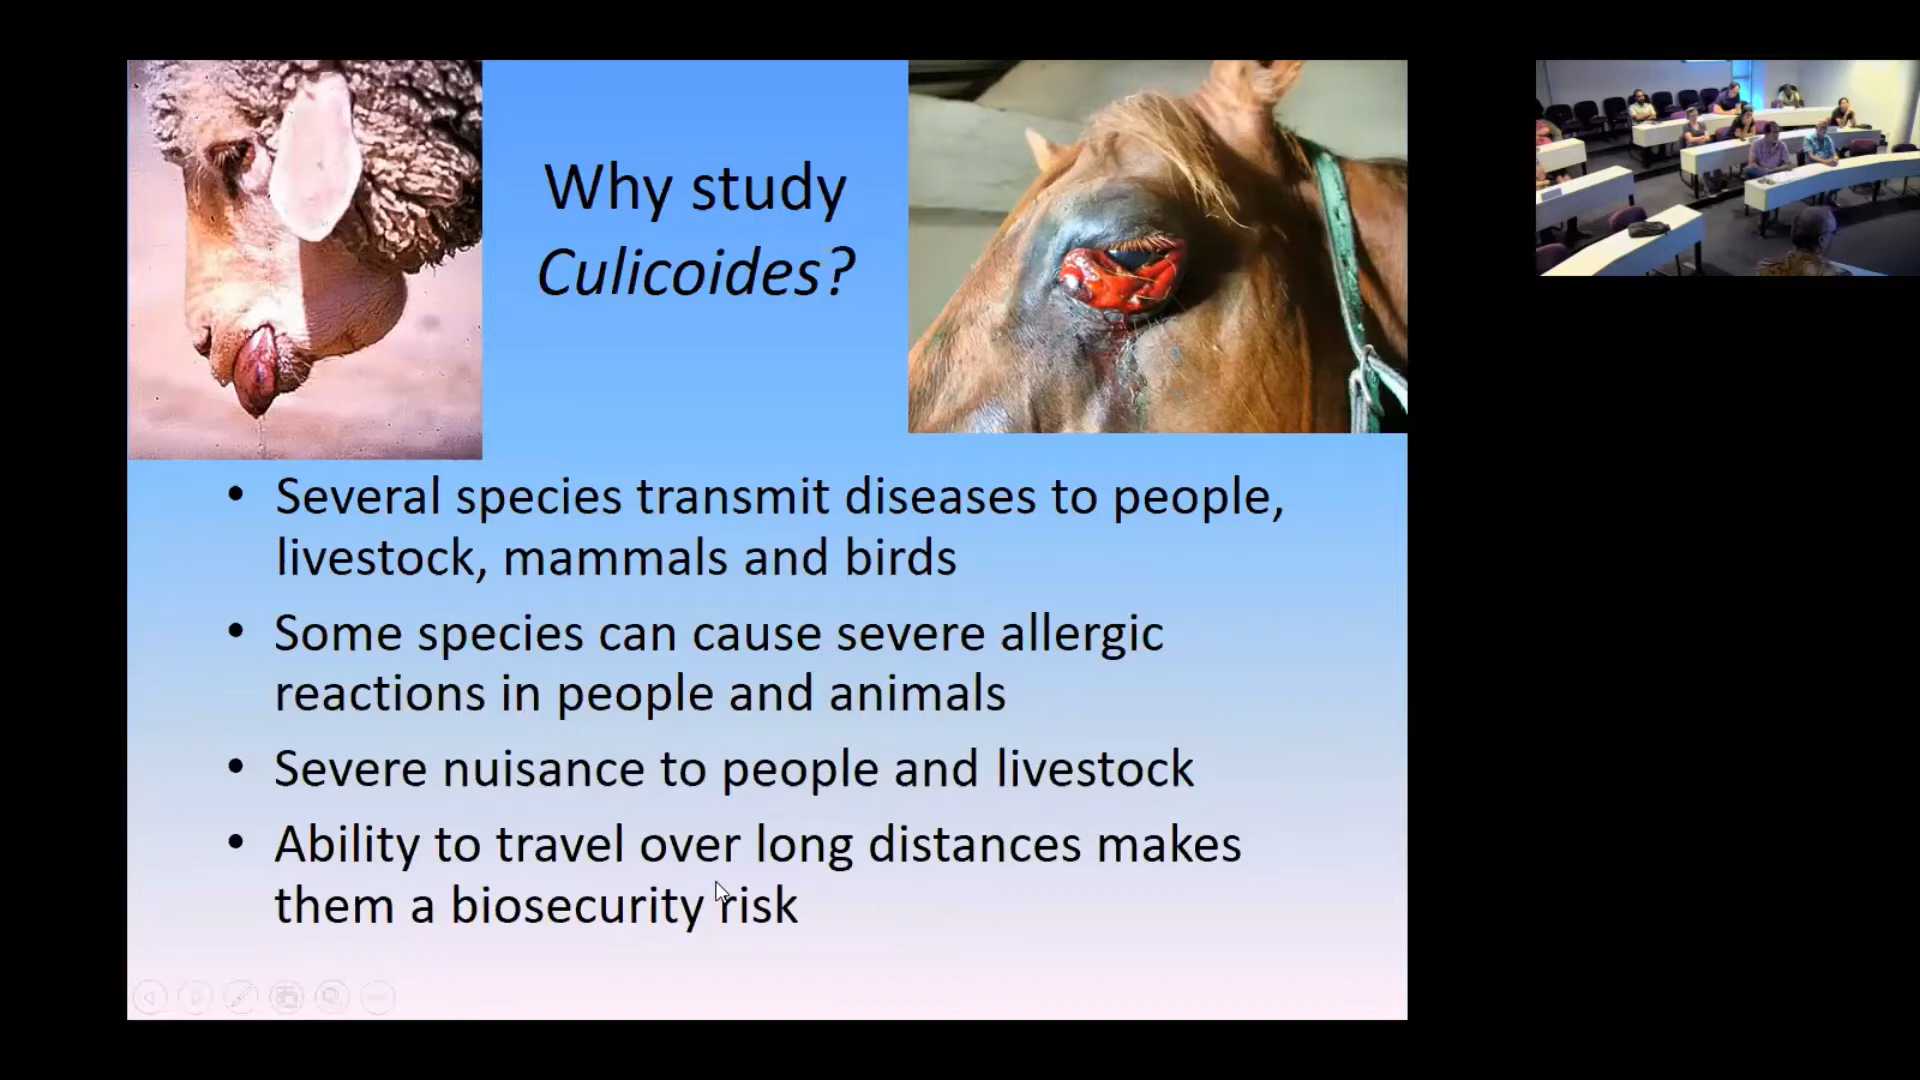 Why study
Culicoides?
• Several species transmit diseases to people,
livestock, mammals and birds
• Some species can cause severe allergic
reactions in people and animals
• Severe nuisance to people and livestock
• Ability to travel over long distances makes
them a biosecurity risk